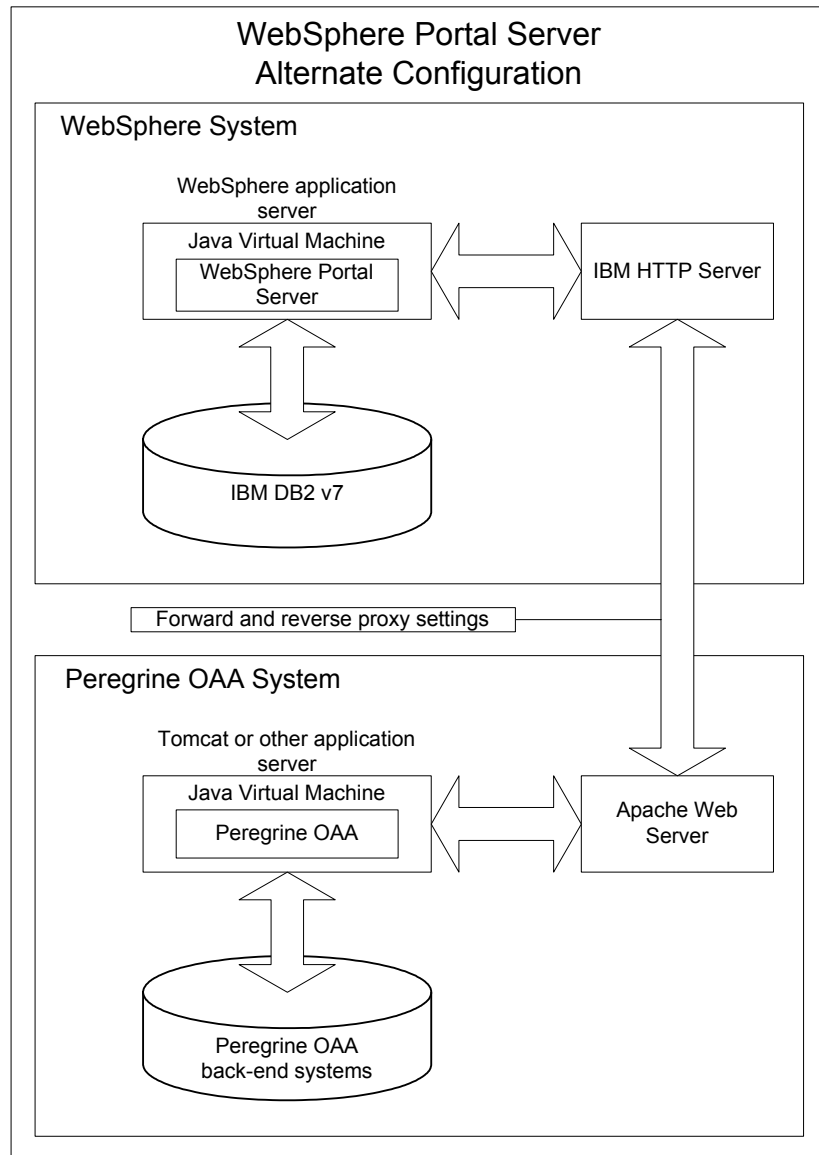 WebSphere Portal Server
Alternate Configuration
WebSphere System
WebSphere application
server
Java Virtual Machine
WebSphere Portal
Server
IBM HTTP Server
IBM DB2 v7
Forward and reverse proxy settings
Peregrine OAA System
Tomcat or other application
server
Java Virtual Machine
Peregrine OAA
Apache Web
Server
Peregrine OAA
back-end systems